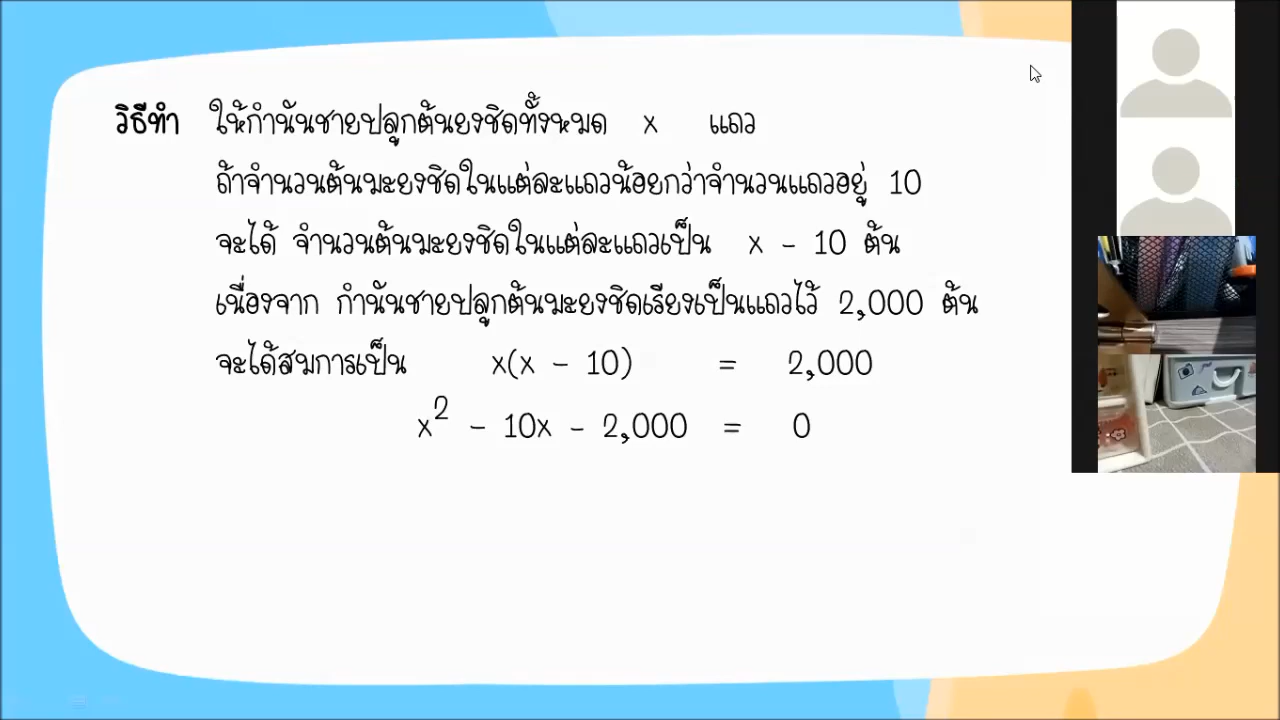 วิธีทำ ให้กำนันชายปลูกต้นยงชิดทั้งหมด x แถว
ถ้าจำนวนต้นมะยงชิดในแต่ละแถวน้อยกว่าจำนวนแถวอยู่ 10
จะได้ จำนวนต้นมะยงชิดในแต่ละแถวเป็น x - 10 ต้น
เนื่องจาก กำนันชายปลูกต้นมะยงชิดเรียงเป็นแถวไว้ 2,000 ต้น
จะได้สมการเป็น x(x - 10) = 2,000
x² - 10x - 2,000 = 0